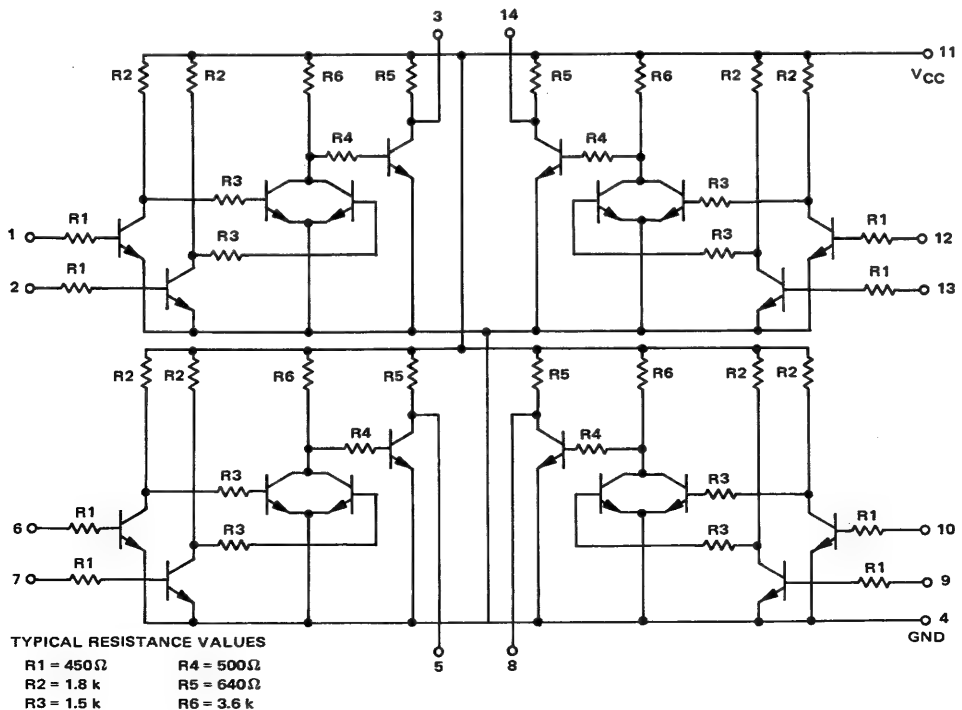 3 14
11
VCC
R2 R2 R6 R5 R5 R6 R2 R2
R4 R4
R3 R3
1 R1 R1 12
R3 R3
2 R1 R1 13
R2 R2 R6 R5 R5 R6 R2 R2
R4 R4
R3 R3
6 R1 R1 10
R3 R3
7 R1 R1 9
4
GND
5 8
TYPICAL RESISTANCE VALUES
R1 = 450Ω R4 = 500Ω
R2 = 1.8 k R5 = 640Ω
R3 = 1.5 k R6 = 3.6 k